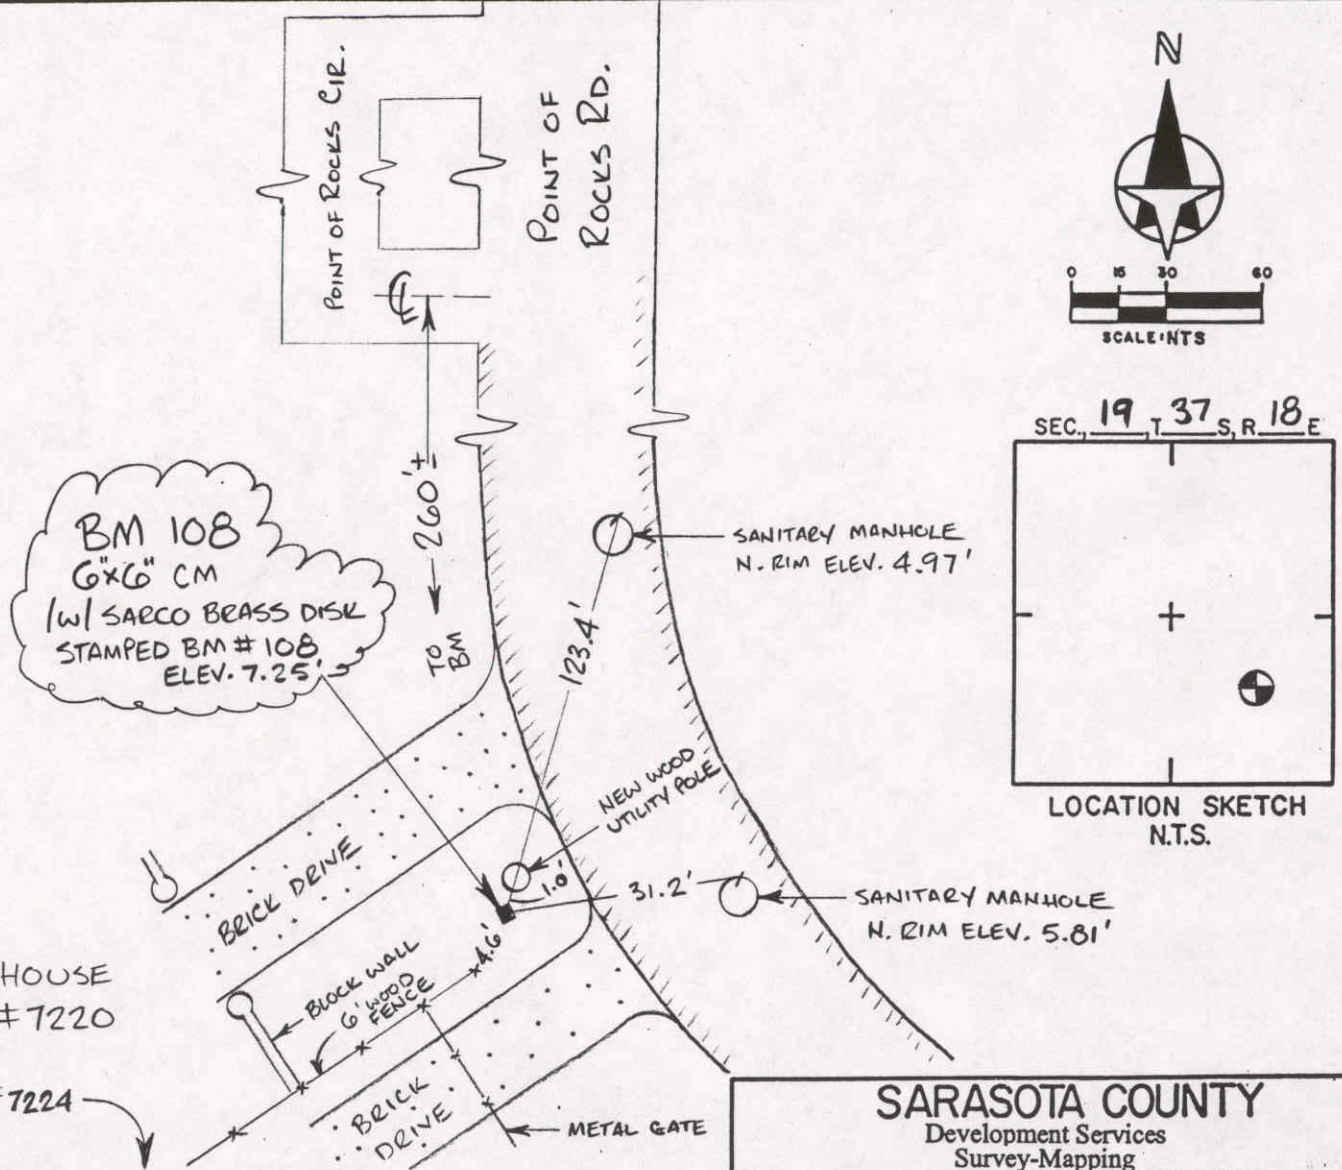 POINT OF ROCKS CIR.
POINT OF
ROCKS RD.
N
0 15 30 60
SCALE: NTS
℄
SEC. 19 T. 37 S, R. 18 E
260'±
TO
BM
BM 108
6"x6" CM
/w/ SARCO BRASS DISK
STAMPED BM # 108
ELEV. 7.25'
SANITARY MANHOLE
N. RIM ELEV. 4.97'
123.4'
NEW WOOD
UTILITY POLE
LOCATION SKETCH
N.T.S.
1.0'
31.2'
SANITARY MANHOLE
N. RIM ELEV. 5.81'
BRICK DRIVE
4.6'
BLOCK WALL
6' WOOD
FENCE
HOUSE
# 7220
7224
BRICK
DRIVE
METAL GATE
SARASOTA COUNTY
Development Services
Survey-Mapping